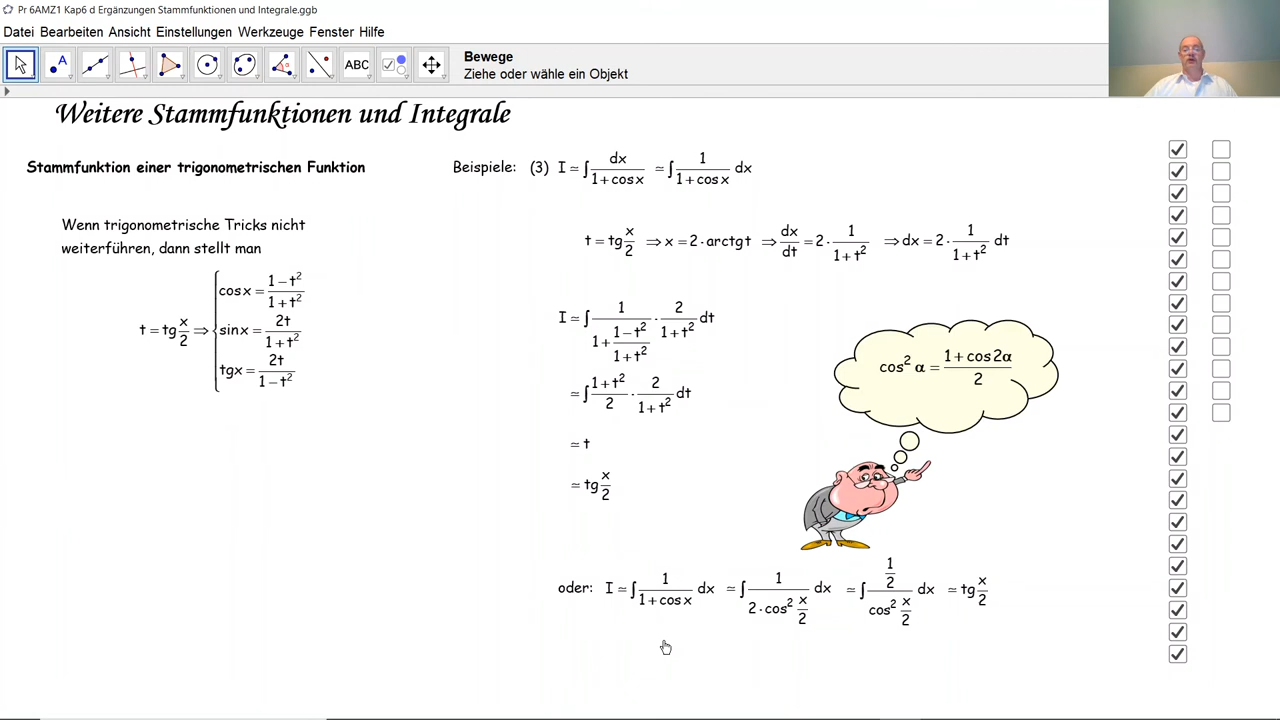 Pr 6AMZ1 Kap6 d Ergänzungen Stammfunktionen und Integrale.ggb
Datei Bearbeiten Ansicht Einstellungen Werkzeuge Fenster Hilfe
A
ABC
Bewege
Ziehe oder wähle ein Objekt
Weitere Stammfunktionen und Integrale
Stammfunktion einer trigonometrischen Funktion
Wenn trigonometrische Tricks nicht
weiterführen, dann stellt man
t = tg x/2 ⇒ { cos x = (1 − t²)/(1 + t²)
sin x = 2t/(1 + t²)
tgx = 2t/(1 − t²)
Beispiele: (3) I ≃ ∫ dx/(1 + cos x) ≃ ∫ 1/(1 + cos x) dx
t = tg x/2 ⇒ x = 2 · arctgt ⇒ dx/dt = 2 · 1/(1 + t²) ⇒ dx = 2 · 1/(1 + t²) dt
I ≃ ∫ 1/(1 + (1 − t²)/(1 + t²)) · 2/(1 + t²) dt
≃ ∫ (1 + t²)/2 · 2/(1 + t²) dt
≃ t
≃ tg x/2
cos² α = (1 + cos 2α)/2
oder: I ≃ ∫ 1/(1 + cos x) dx ≃ ∫ 1/(2 · cos² x/2) dx ≃ ∫ (1/2)/(cos² x/2) dx ≃ tg x/2